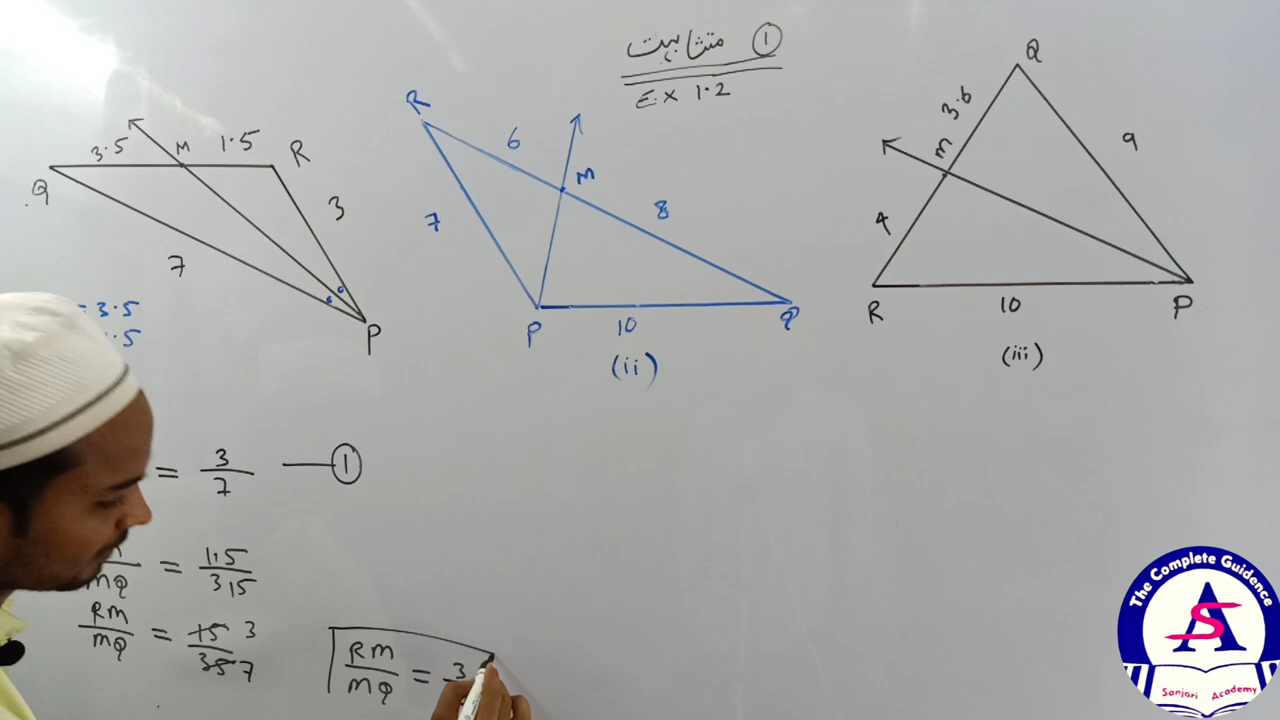 ① متشابہت
Ex 1.2
Q 3.5 M 1.5 R
3
7
P
= 3.5
R
6
M
7
8
P 10 Q
(ii)
Q
3.6
9
M
4
R 10 P
(iii)
= 3/7 — ①
MQ = 1.5/3.5
RM/MQ = 15 3/35 7
RM/MQ = 3
The Complete Guidence
AS
Sanjari Academy